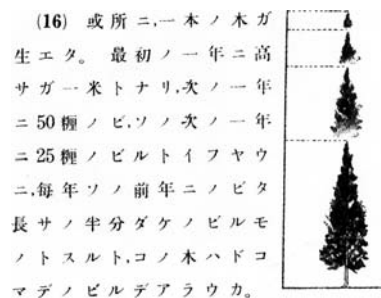 (16) 或所ニ,一本ノ木ガ
生エタ。 最初ノ一年ニ高
サガ一米トナリ,次ノ一年
ニ50糎ノビ,ソノ次ノ一年
ニ25糎ノビルトイフヤウ
ニ,每年ソノ前年ニノビタ
長サノ半分ダケノビルモ
ノトスルト,コノ木ハドコ
マデノビルデアラウカ。